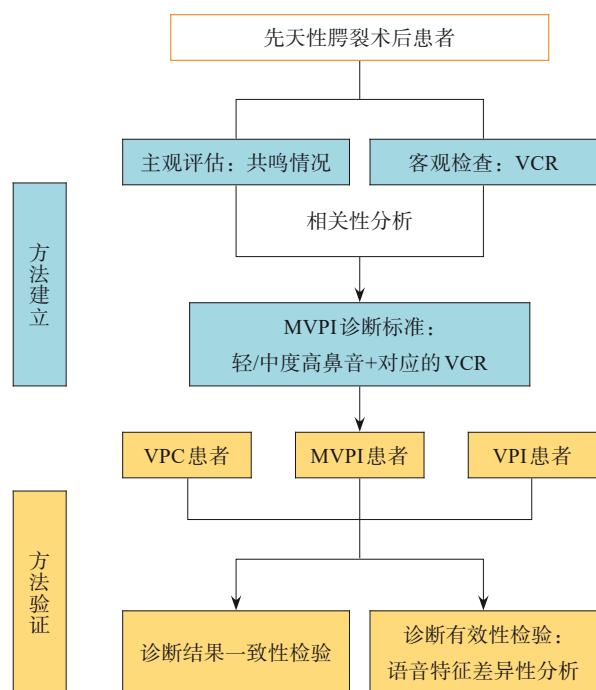 先天性腭裂术后患者
主观评估：共鸣情况
客观检查：VCR
相关性分析
方法建立
MVPI诊断标准：
轻/中度高鼻音+对应的VCR
VPC患者
MVPI患者
VPI患者
方法验证
诊断结果一致性检验
诊断有效性检验：
语音特征差异性分析